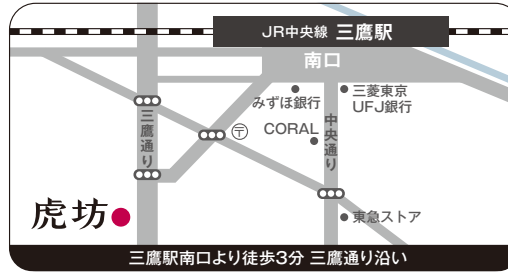 JR中央線 三鷹駅
南口
みずほ銀行
三菱東京
UFJ銀行
三鷹通り
〒
CORAL
中央通り
虎坊
東急ストア
三鷹駅南口より徒歩3分 三鷹通り沿い